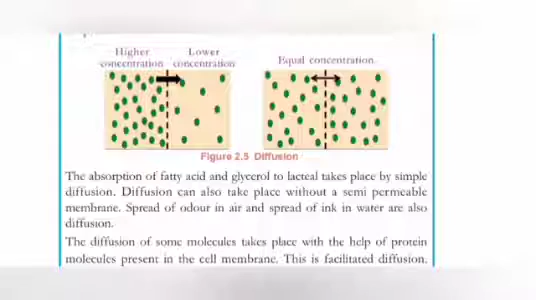 Higher concentration
Lower concentration
Equal concentration
Figure 2.5 Diffusion
The absorption of fatty acid and glycerol to lacteal takes place by simple
diffusion. Diffusion can also take place without a semi permeable
membrane. Spread of odour in air and spread of ink in water are also
diffusion.
The diffusion of some molecules takes place with the help of protein
molecules present in the cell membrane. This is facilitated diffusion.